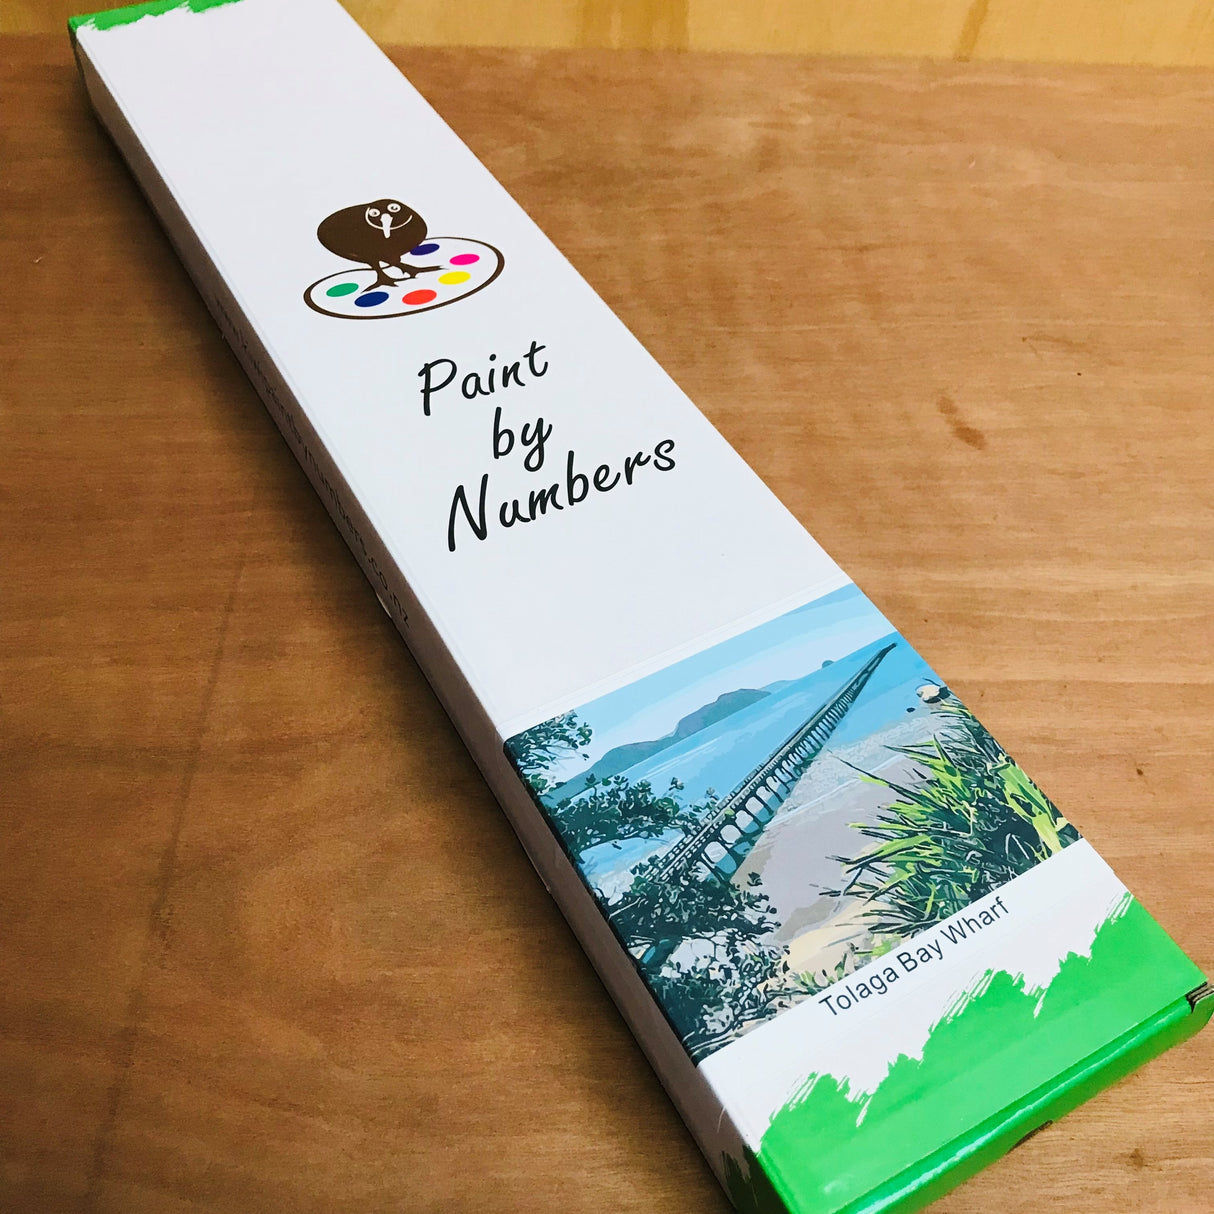 Paint
by
Numbers
Tolaga Bay Wharf